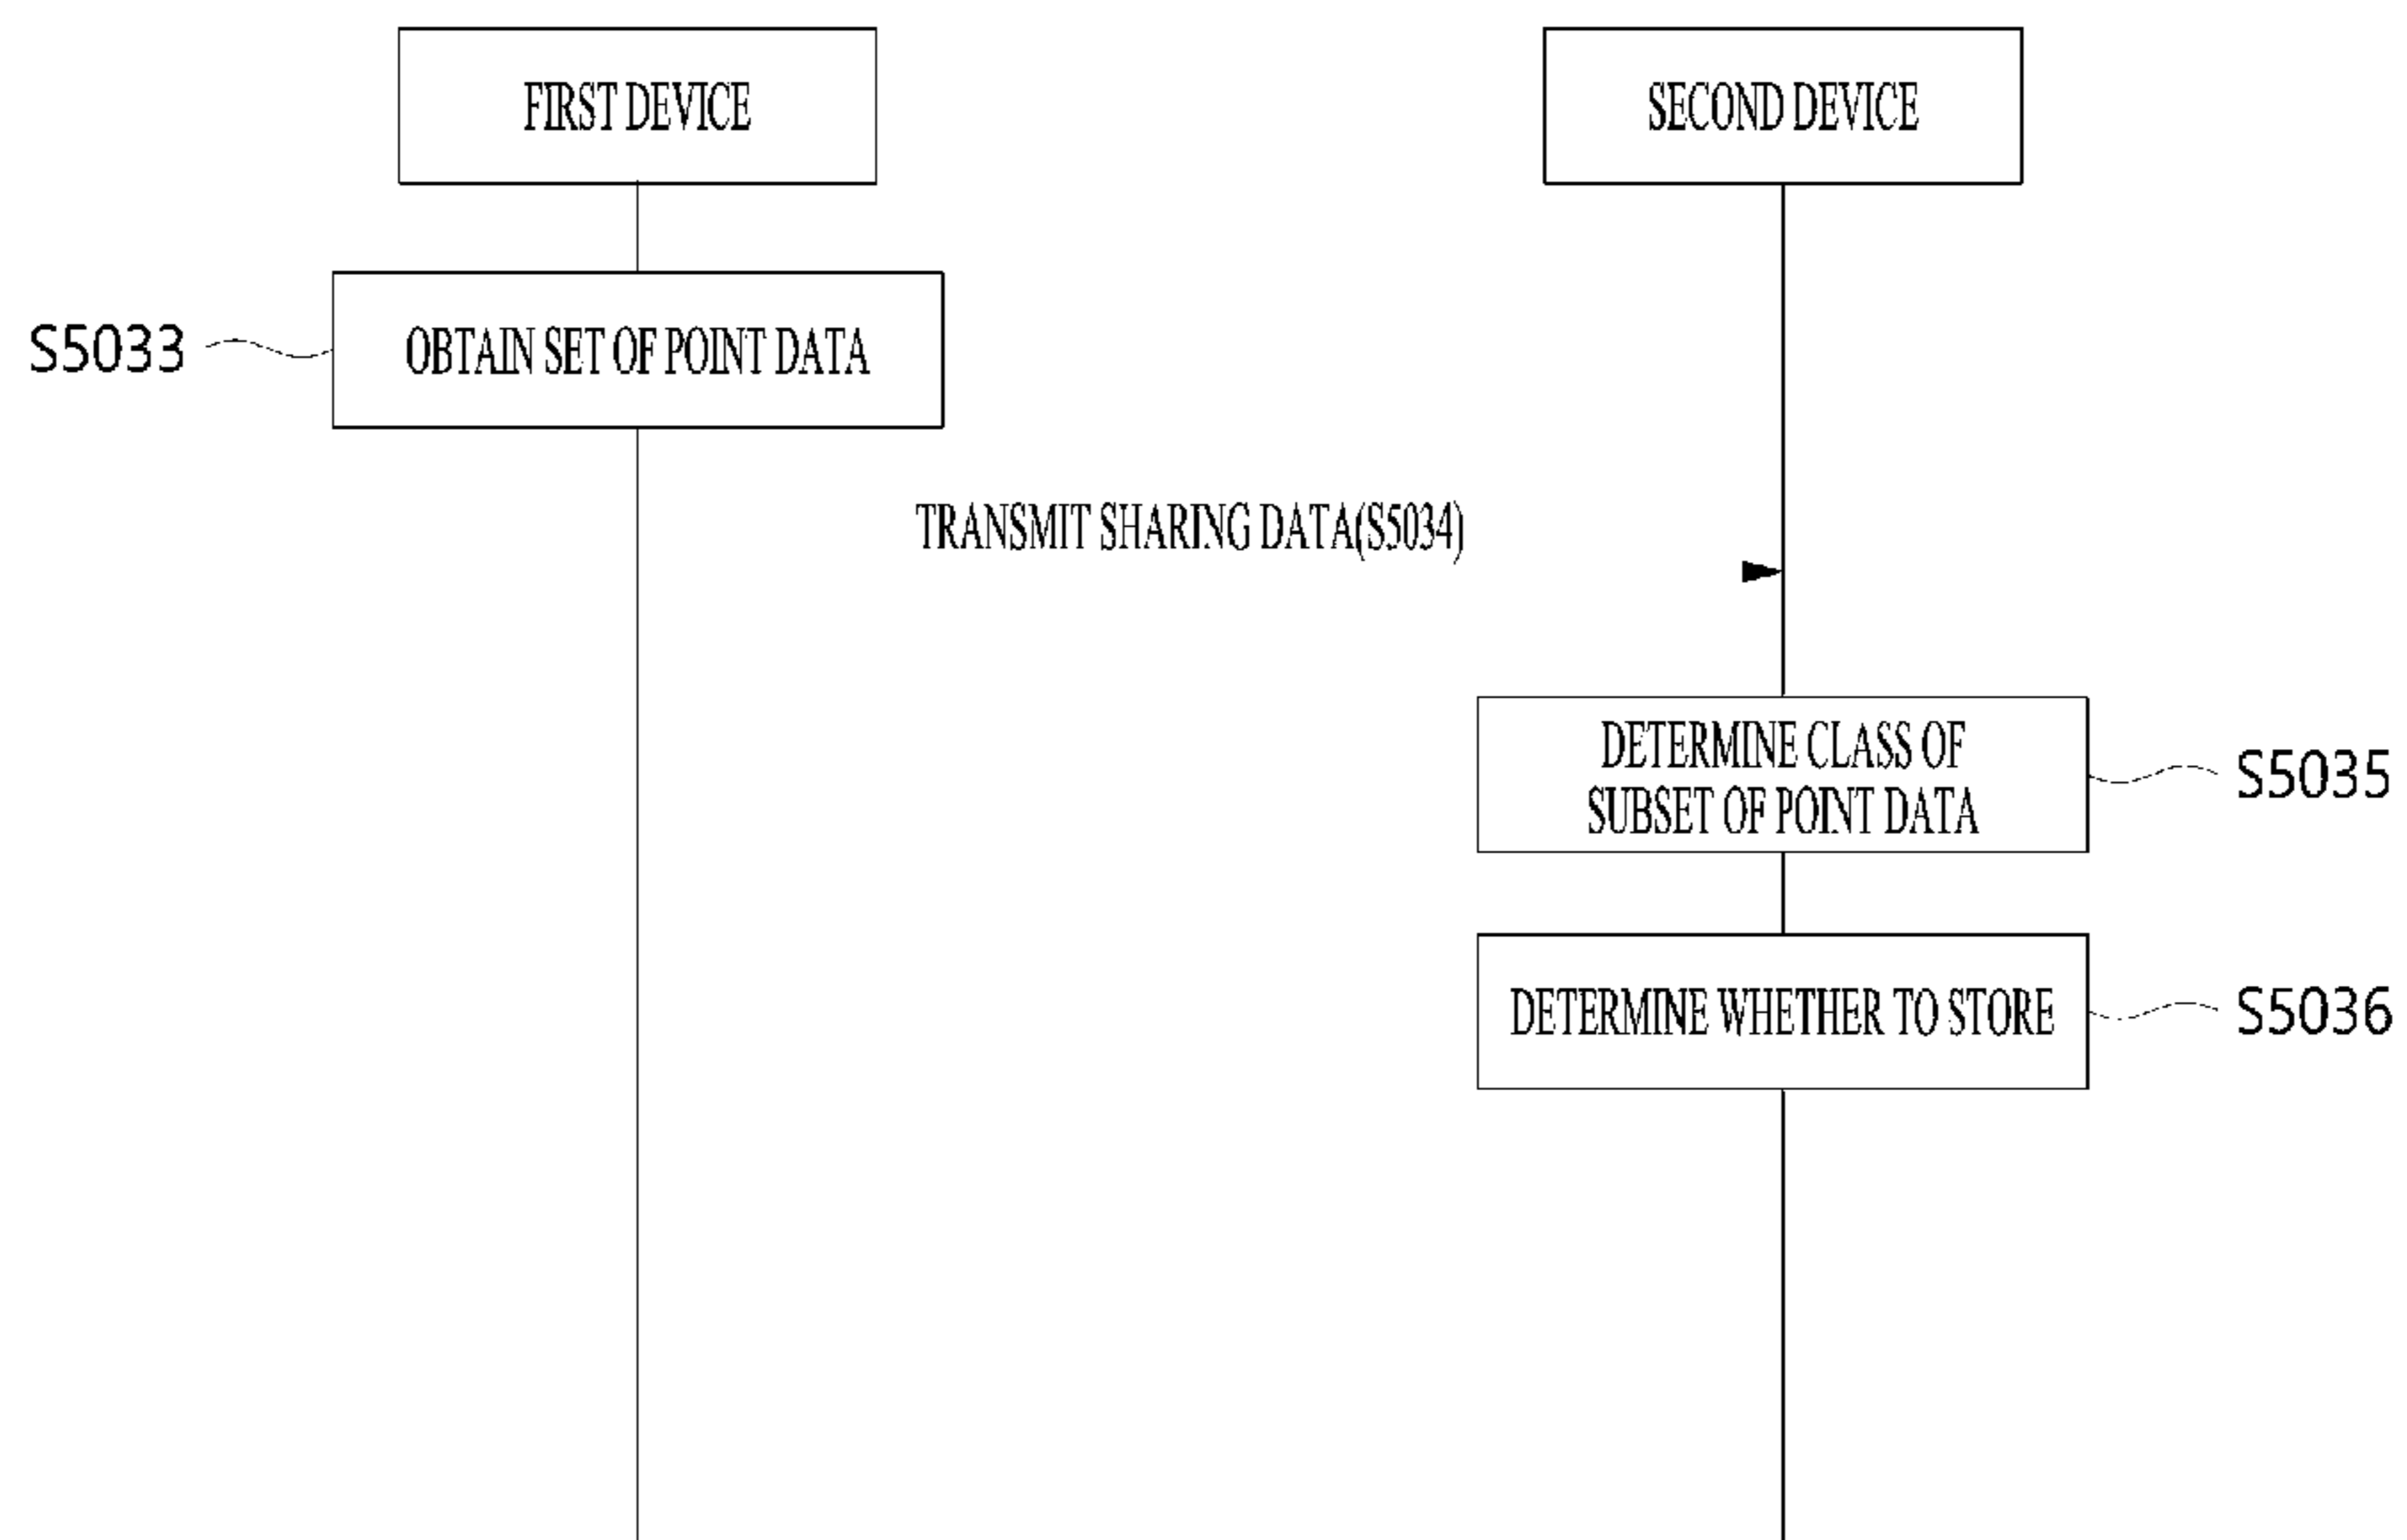 FIRST DEVICE
SECOND DEVICE
S5033
OBTAIN SET OF POINT DATA
TRANSMIT SHARING DATA(S5034)
DETERMINE CLASS OF
SUBSET OF POINT DATA
S5035
DETERMINE WHETHER TO STORE
S5036